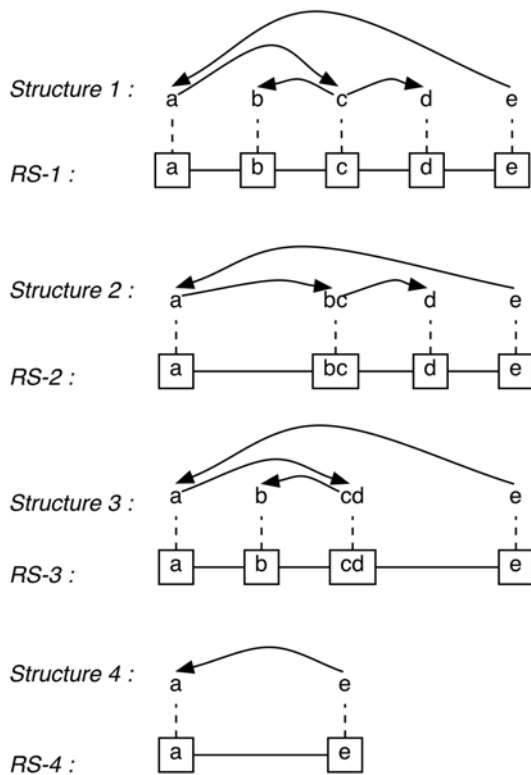 Structure 1 : a b c d e
RS-1 : a b c d e
Structure 2 : a bc d e
RS-2 : a bc d e
Structure 3 : a b cd e
RS-3 : a b cd e
Structure 4 : a e
RS-4 : a e